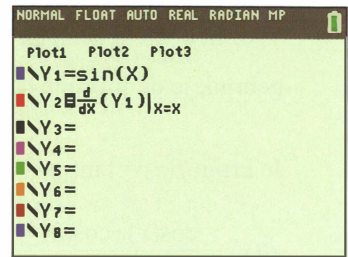 NORMAL FLOAT AUTO REAL RADIAN MP
Plot1 Plot2 Plot3
\Y₁=sin(X)
\Y₂=d/dX(Y₁)|X=X
\Y₃=
\Y₄=
\Y₅=
\Y₆=
\Y₇=
\Y₈=